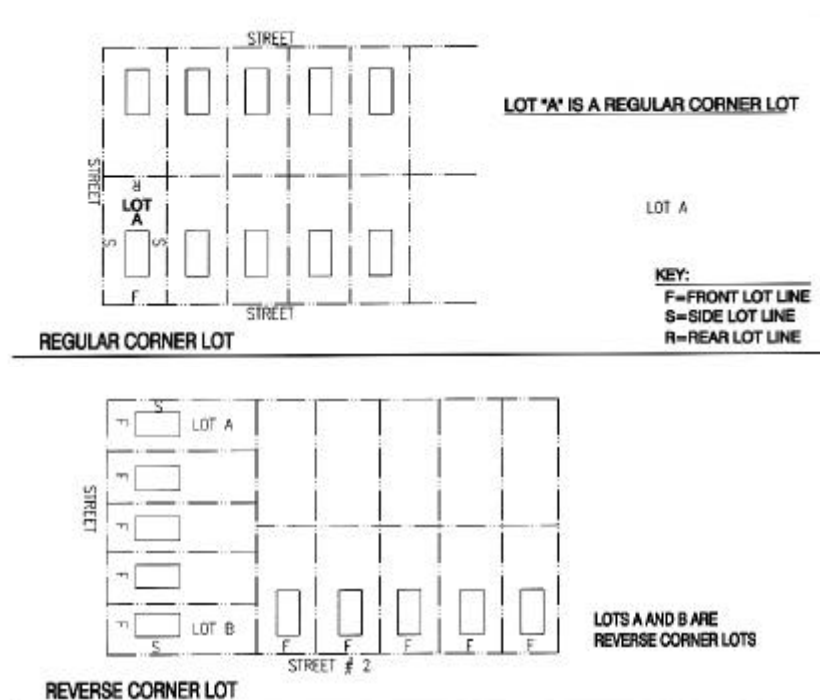 STREET
LOT "A" IS A REGULAR CORNER LOT
STREET
R
LOT
A
S
S
F
LOT A
KEY:
F=FRONT LOT LINE
S=SIDE LOT LINE
R=REAR LOT LINE
STREET
REGULAR CORNER LOT
S
F
LOT A
F
STREET
F
F
F
LOT B
S
F
F
F
F
F
STREET # 2
LOTS A AND B ARE
REVERSE CORNER LOTS
REVERSE CORNER LOT